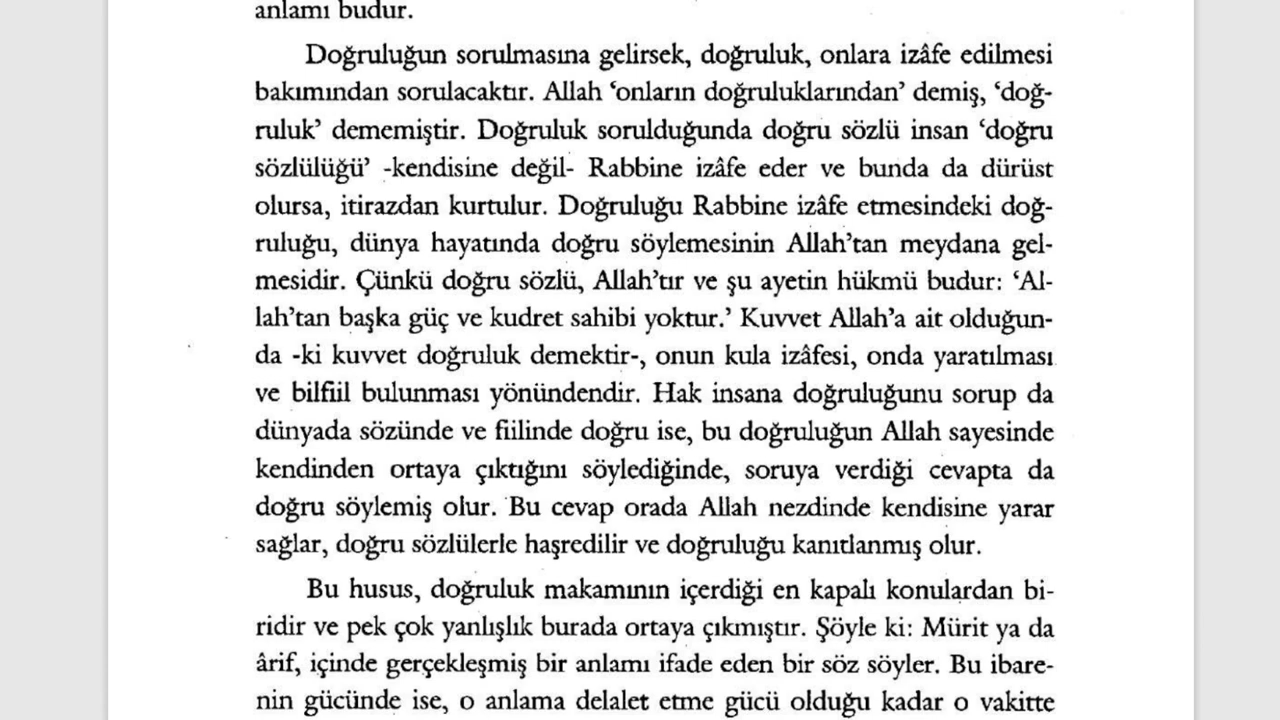 anlamı budur.
Doğruluğun sorulmasına gelirsek, doğruluk, onlara izâfe edilmesi
bakımından sorulacaktır. Allah ‘onların doğruluklarından’ demiş, ‘doğ-
ruluk’ dememiştir. Doğruluk sorulduğunda doğru sözlü insan ‘doğru
sözlülüğü’ -kendisine değil- Rabbine izâfe eder ve bunda da dürüst
olursa, itirazdan kurtulur. Doğruluğu Rabbine izâfe etmesindeki doğ-
ruluğu, dünya hayatında doğru söylemesinin Allah’tan meydana gel-
mesidir. Çünkü doğru sözlü, Allah’tır ve şu ayetin hükmü budur: ‘Al-
lah’tan başka güç ve kudret sahibi yoktur.’ Kuvvet Allah’a ait olduğun-
da -ki kuvvet doğruluk demektir-, onun kula izâfesi, onda yaratılması
ve bilfiil bulunması yönündendir. Hak insana doğruluğunu sorup da
dünyada sözünde ve fiilinde doğru ise, bu doğruluğun Allah sayesinde
kendinden ortaya çıktığını söylediğinde, soruya verdiği cevapta da
doğru söylemiş olur. Bu cevap orada Allah nezdinde kendisine yarar
sağlar, doğru sözlülerle haşredilir ve doğruluğu kanıtlanmış olur.
Bu husus, doğruluk makamının içerdiği en kapalı konulardan bi-
ridir ve pek çok yanlışlık burada ortaya çıkmıştır. Şöyle ki: Mürit ya da
ârif, içinde gerçekleşmiş bir anlamı ifade eden bir söz söyler. Bu ibare-
nin gücünde ise, o anlama delalet etme gücü olduğu kadar o vakitte